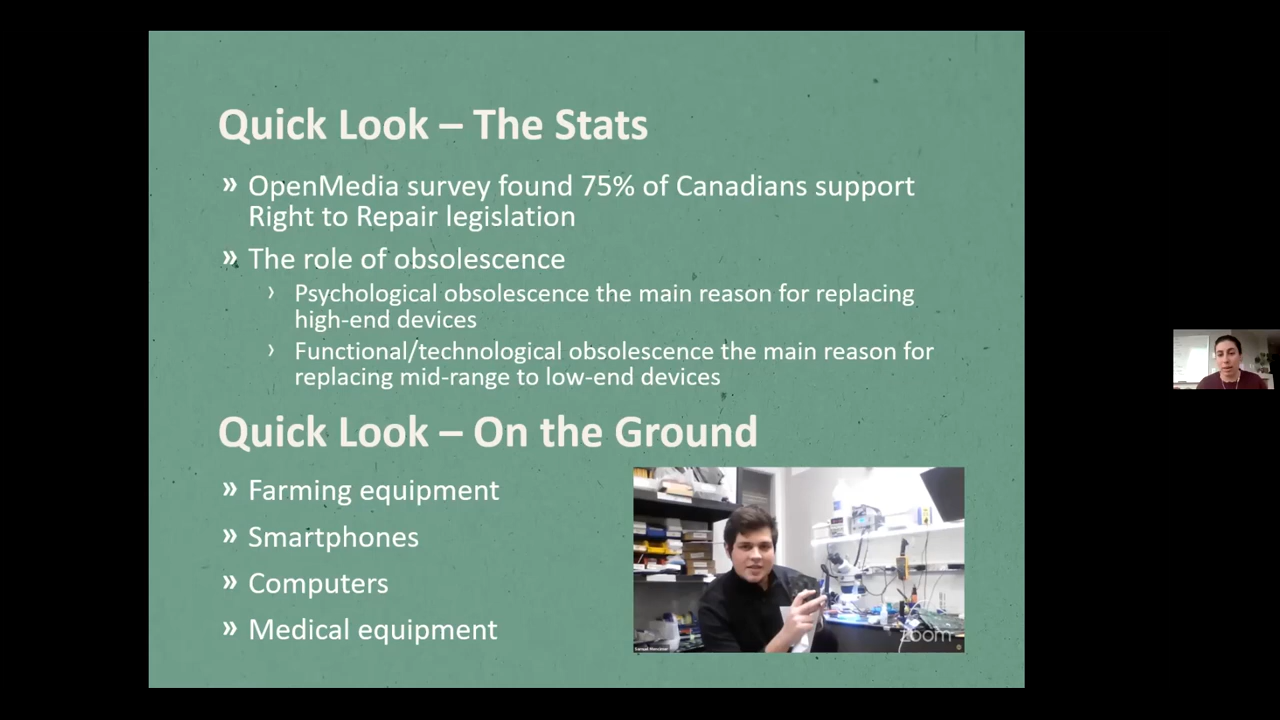 Quick Look – The Stats
» OpenMedia survey found 75% of Canadians support
Right to Repair legislation
» The role of obsolescence
› Psychological obsolescence the main reason for replacing
high-end devices
› Functional/technological obsolescence the main reason for
replacing mid-range to low-end devices
Quick Look – On the Ground
» Farming equipment
» Smartphones
» Computers
» Medical equipment
zoom